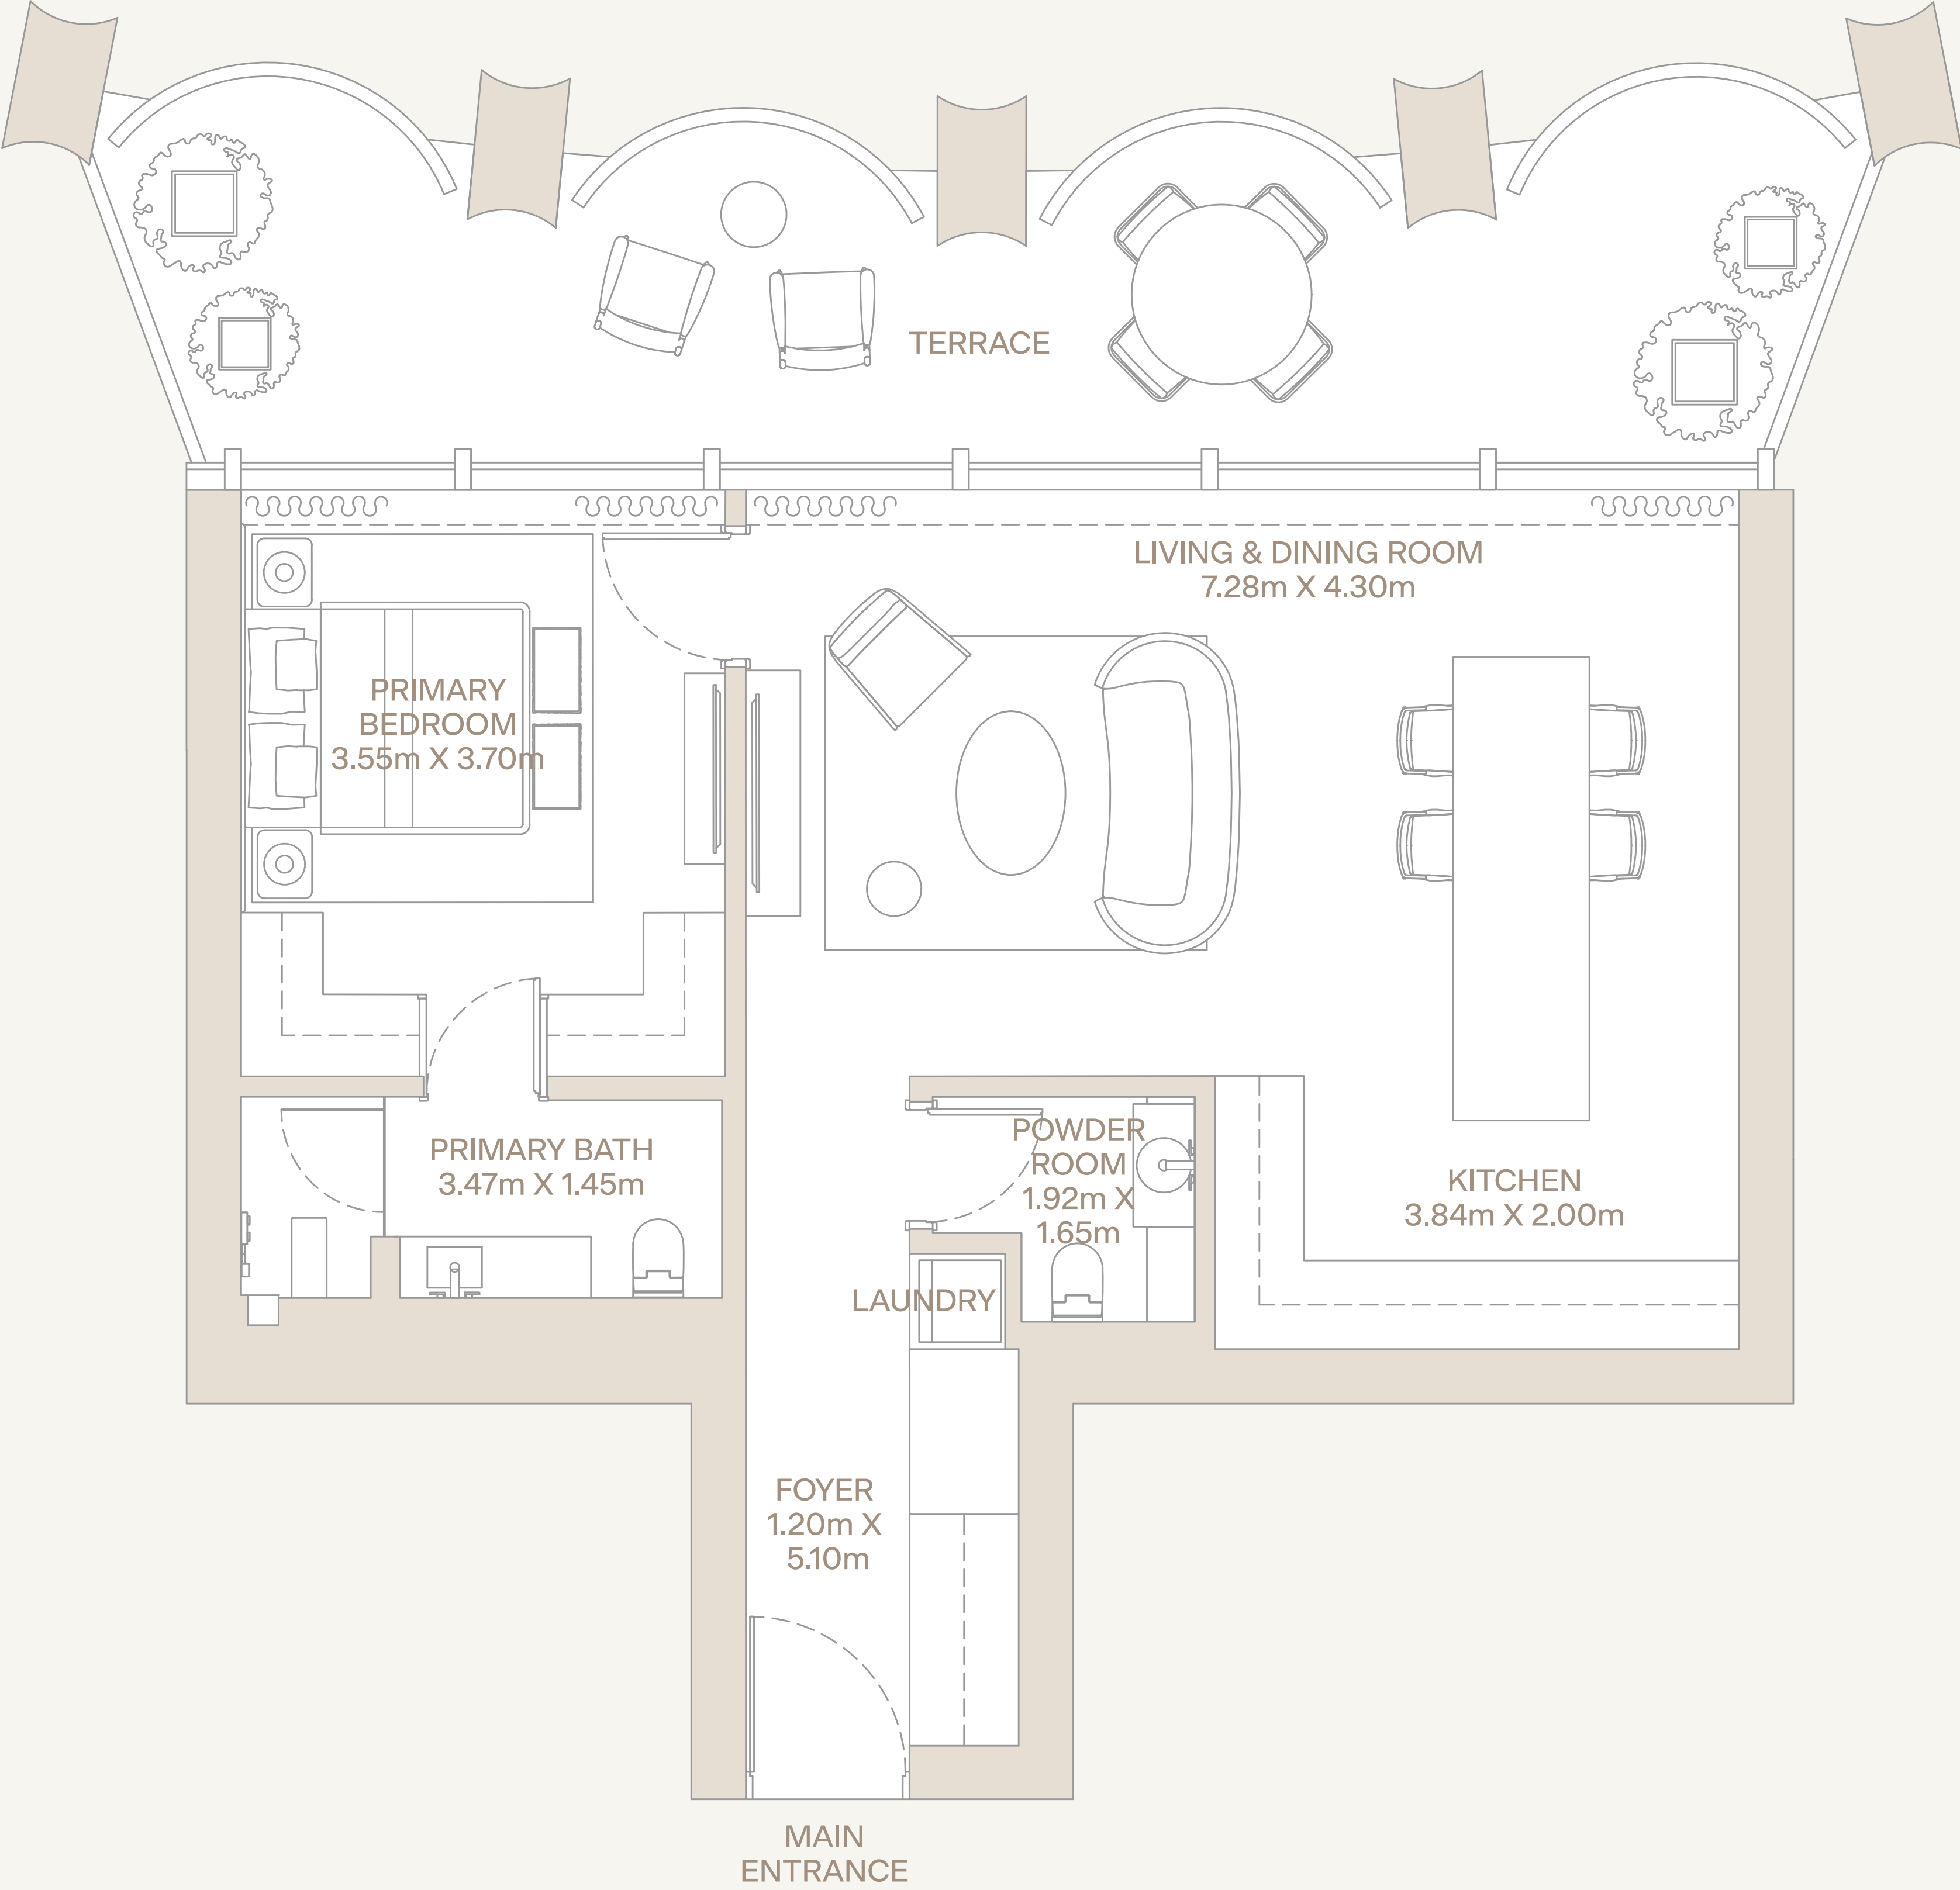 TERRACE
LIVING & DINING ROOM
7.28m X 4.30m
PRIMARY
BEDROOM
3.55m X 3.70m
PRIMARY BATH
3.47m X 1.45m
POWDER
ROOM
1.92m X
1.65m
KITCHEN
3.84m X 2.00m
LAUNDRY
FOYER
1.20m X
5.10m
MAIN
ENTRANCE